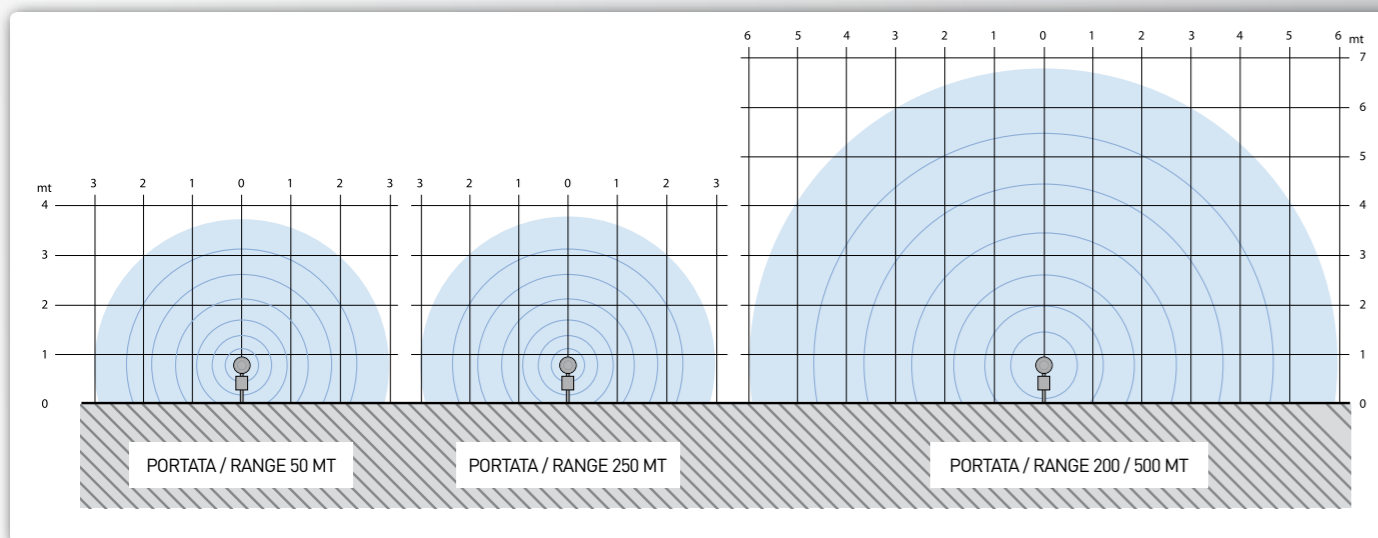 6 5 4 3 2 1 0 1 2 3 4 5 6 mt
7
6
5
4
3
2
1
0
mt 3 2 1 0 1 2 3
3 2 1 0 1 2 3
4
3
2
1
0
PORTATA / RANGE 50 MT
PORTATA / RANGE 250 MT
PORTATA / RANGE 200 / 500 MT